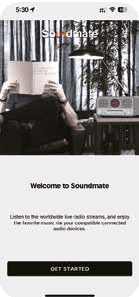 5:30
Soundmate
Welcome to Soundmate
Listen to the worldwide live radio streams, and enjoy
the favorite music via your compatible connected
audio devices.
GET STARTED